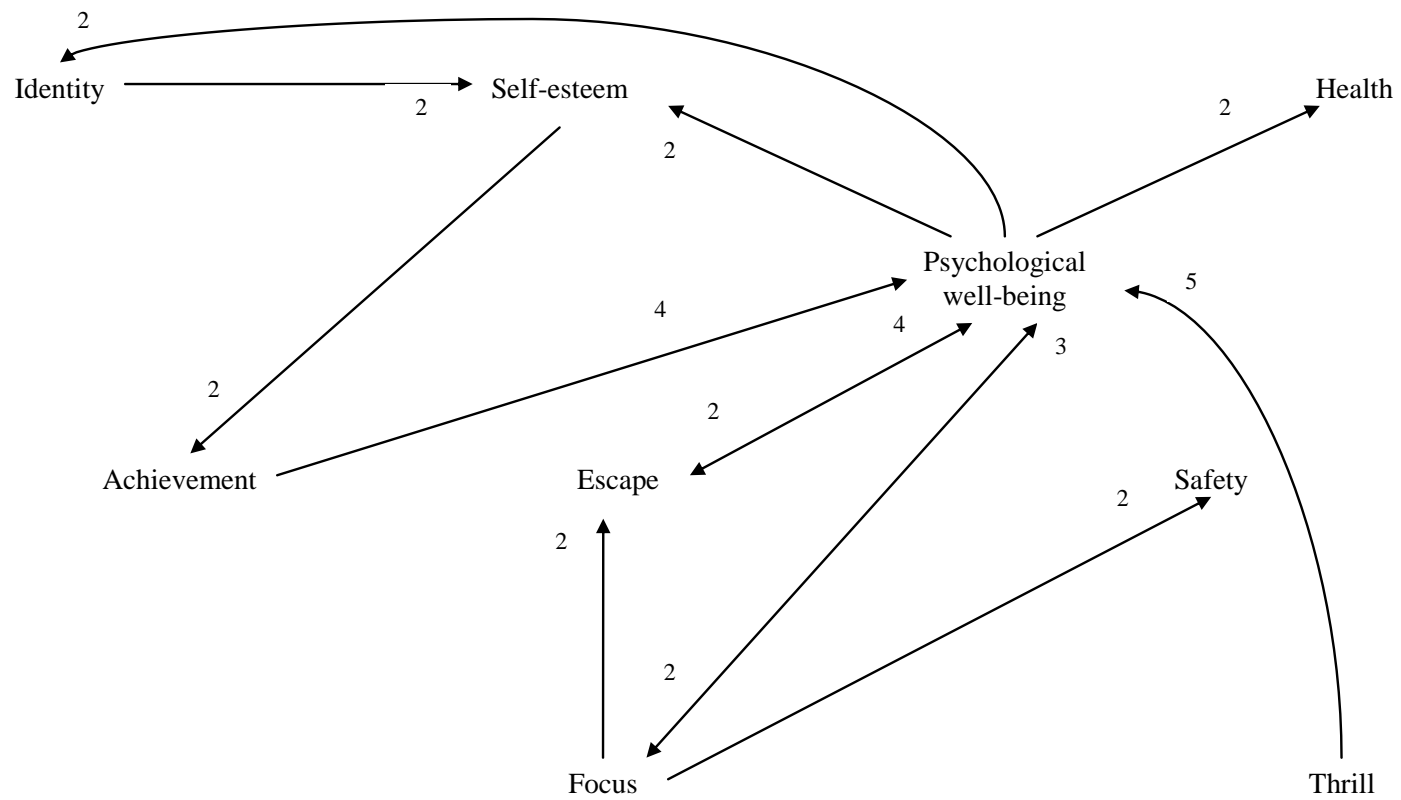 2
Identity
Self-esteem
Health
2
2
2
Psychological
well-being
5
4
4
3
2
2
Achievement
Escape
Safety
2
2
2
Focus
Thrill